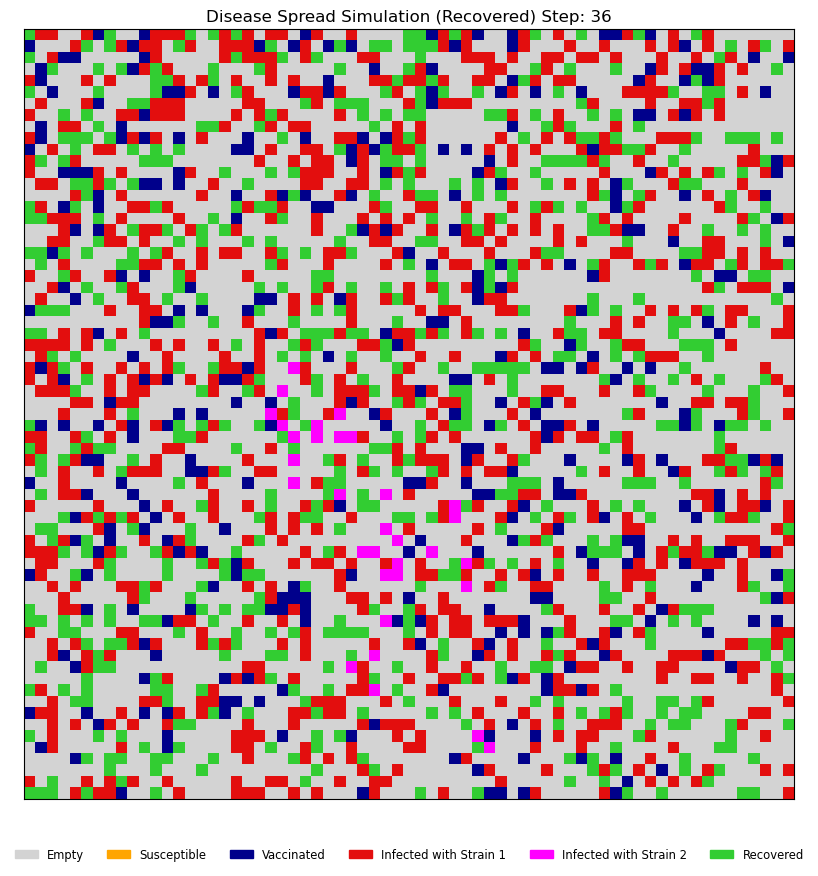 Disease Spread Simulation (Recovered) Step: 36
Empty Susceptible Vaccinated Infected with Strain 1 Infected with Strain 2 Recovered